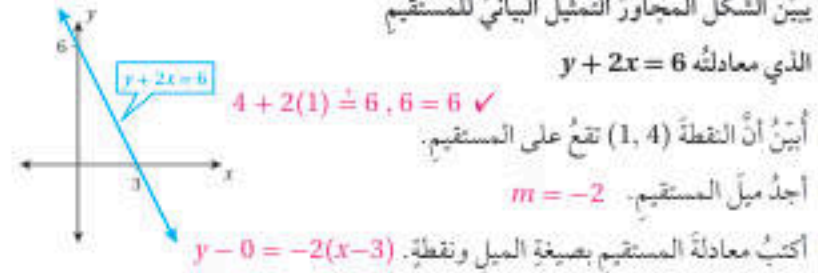 يبيّن الشكل المجاور التمثيل البياني للمستقيم
الذي معادلتُه y + 2x = 6
4 + 2(1) ≟ 6 , 6 = 6 ✔
أُبيّنُ أنَّ النقطةَ (1, 4) تقعُ على المستقيمِ.
أجدُ ميلَ المستقيمِ. m = −2
أكتبُ معادلةَ المستقيمِ بصيغةِ الميلِ ونقطةٍ. y − 0 = −2(x−3)
y
6
y + 2x = 6
3
x